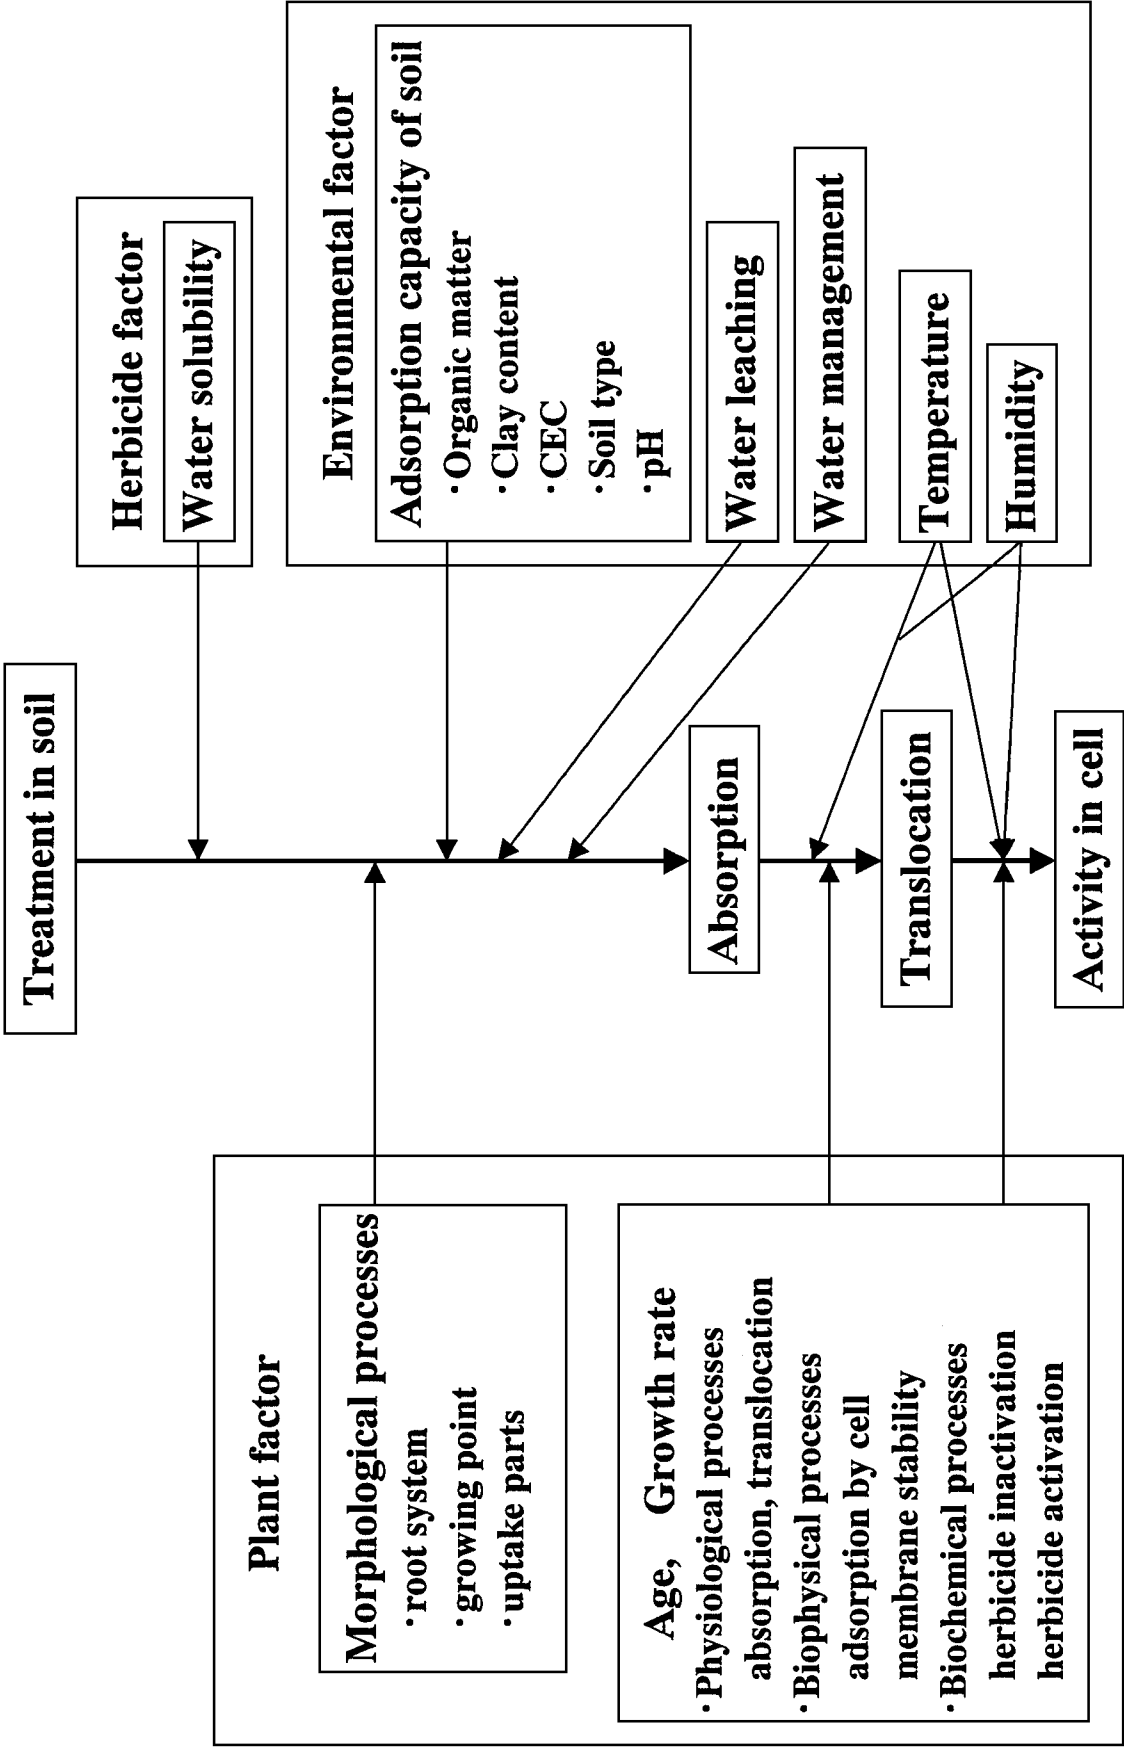 Treatment in soil
Herbicide factor
Water solubility
Plant factor
Morphological processes
·root system
·growing point
·uptake parts
Age, Growth rate
·Physiological processes
absorption, translocation
·Biophysical processes
adsorption by cell
membrane stability
·Biochemical processes
herbicide inactivation
herbicide activation
Environmental factor
Adsorption capacity of soil
·Organic matter
·Clay content
·CEC
·Soil type
·pH
Water leaching
Water management
Temperature
Humidity
Absorption
Translocation
Activity in cell